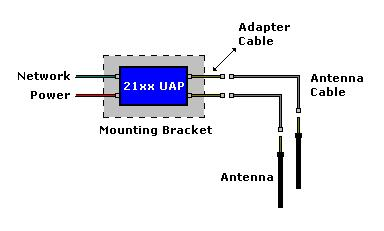 Adapter
Cable
Network
Power
21xx UAP
Antenna
Cable
Mounting Bracket
Antenna